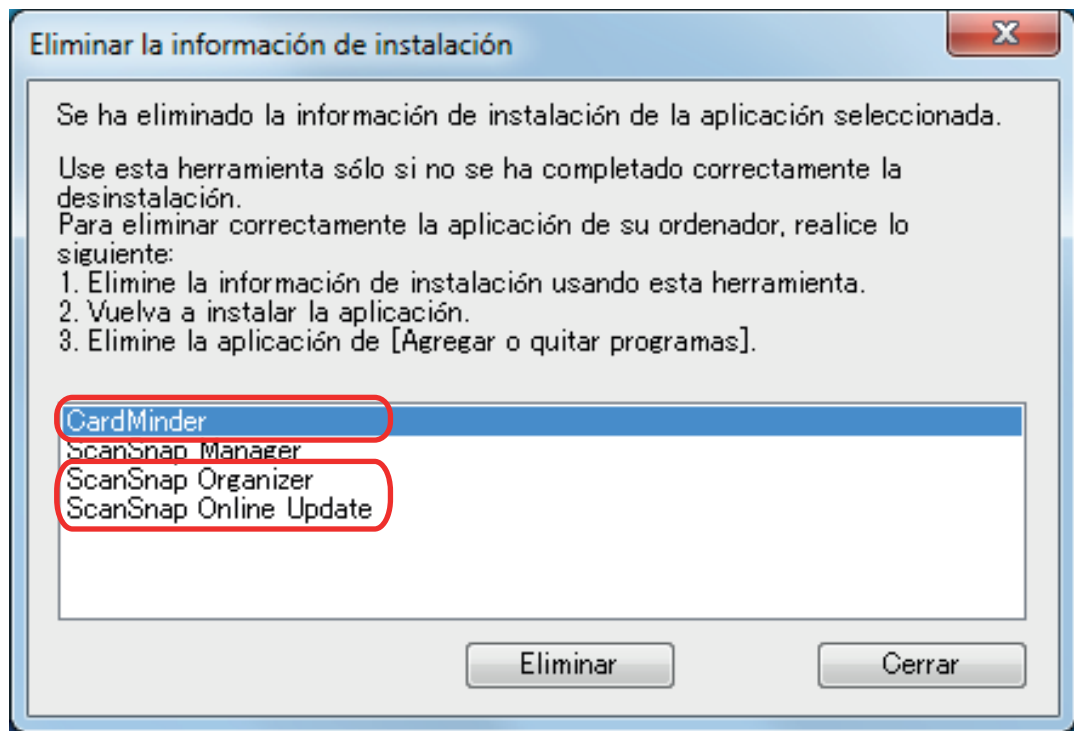 Eliminar la información de instalación
Se ha eliminado la información de instalación de la aplicación seleccionada.
Use esta herramienta sólo si no se ha completado correctamente la
desinstalación.
Para eliminar correctamente la aplicación de su ordenador, realice lo
siguiente:
1. Elimine la información de instalación usando esta herramienta.
2. Vuelva a instalar la aplicación.
3. Elimine la aplicación de [Agregar o quitar programas].
CardMinder
ScanSnap Manager
ScanSnap Organizer
ScanSnap Online Update
Eliminar
Cerrar